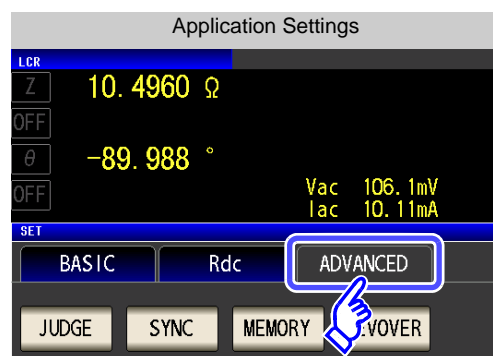 Application Settings
LCR
Z 10.4960 Ω
OFF
θ -89.988 °
OFF
Vac 106.1mV
Iac 10.11mA
SET
BASIC Rdc ADVANCED
JUDGE SYNC MEMORY VOVER